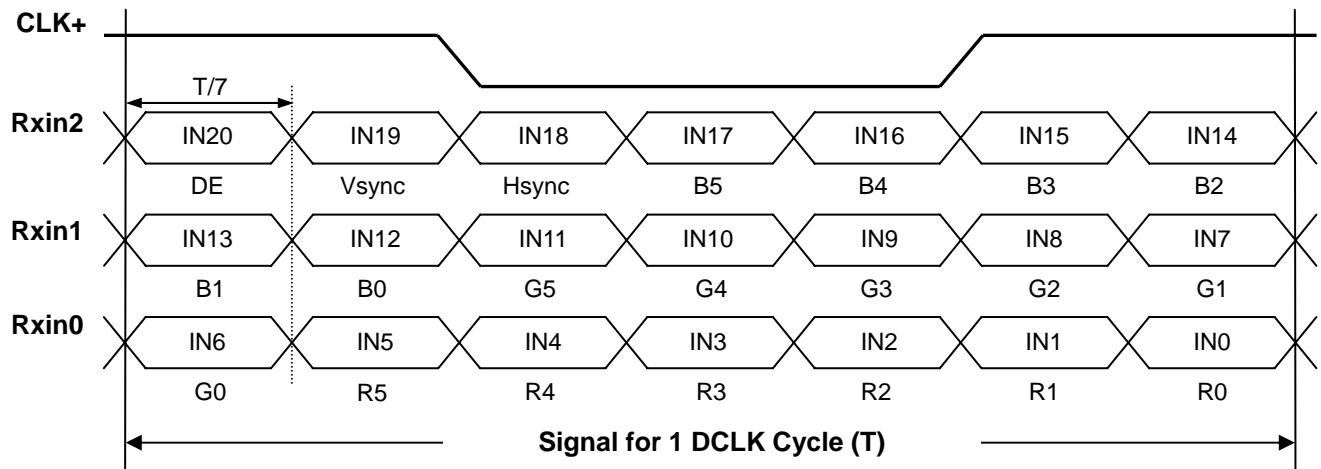 CLK+
T/7
Rxin2 IN20 IN19 IN18 IN17 IN16 IN15 IN14
DE Vsync Hsync B5 B4 B3 B2
Rxin1 IN13 IN12 IN11 IN10 IN9 IN8 IN7
B1 B0 G5 G4 G3 G2 G1
Rxin0 IN6 IN5 IN4 IN3 IN2 IN1 IN0
G0 R5 R4 R3 R2 R1 R0
Signal for 1 DCLK Cycle (T)